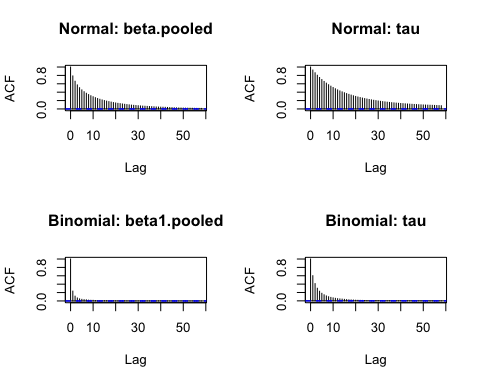 Normal: beta.pooled
ACF
0.0 0.8
0 10 30 50
Lag
Normal: tau
ACF
0.0 0.8
0 10 30 50
Lag
Binomial: beta1.pooled
ACF
0.0 0.8
0 10 30 50
Lag
Binomial: tau
ACF
0.0 0.8
0 10 30 50
Lag